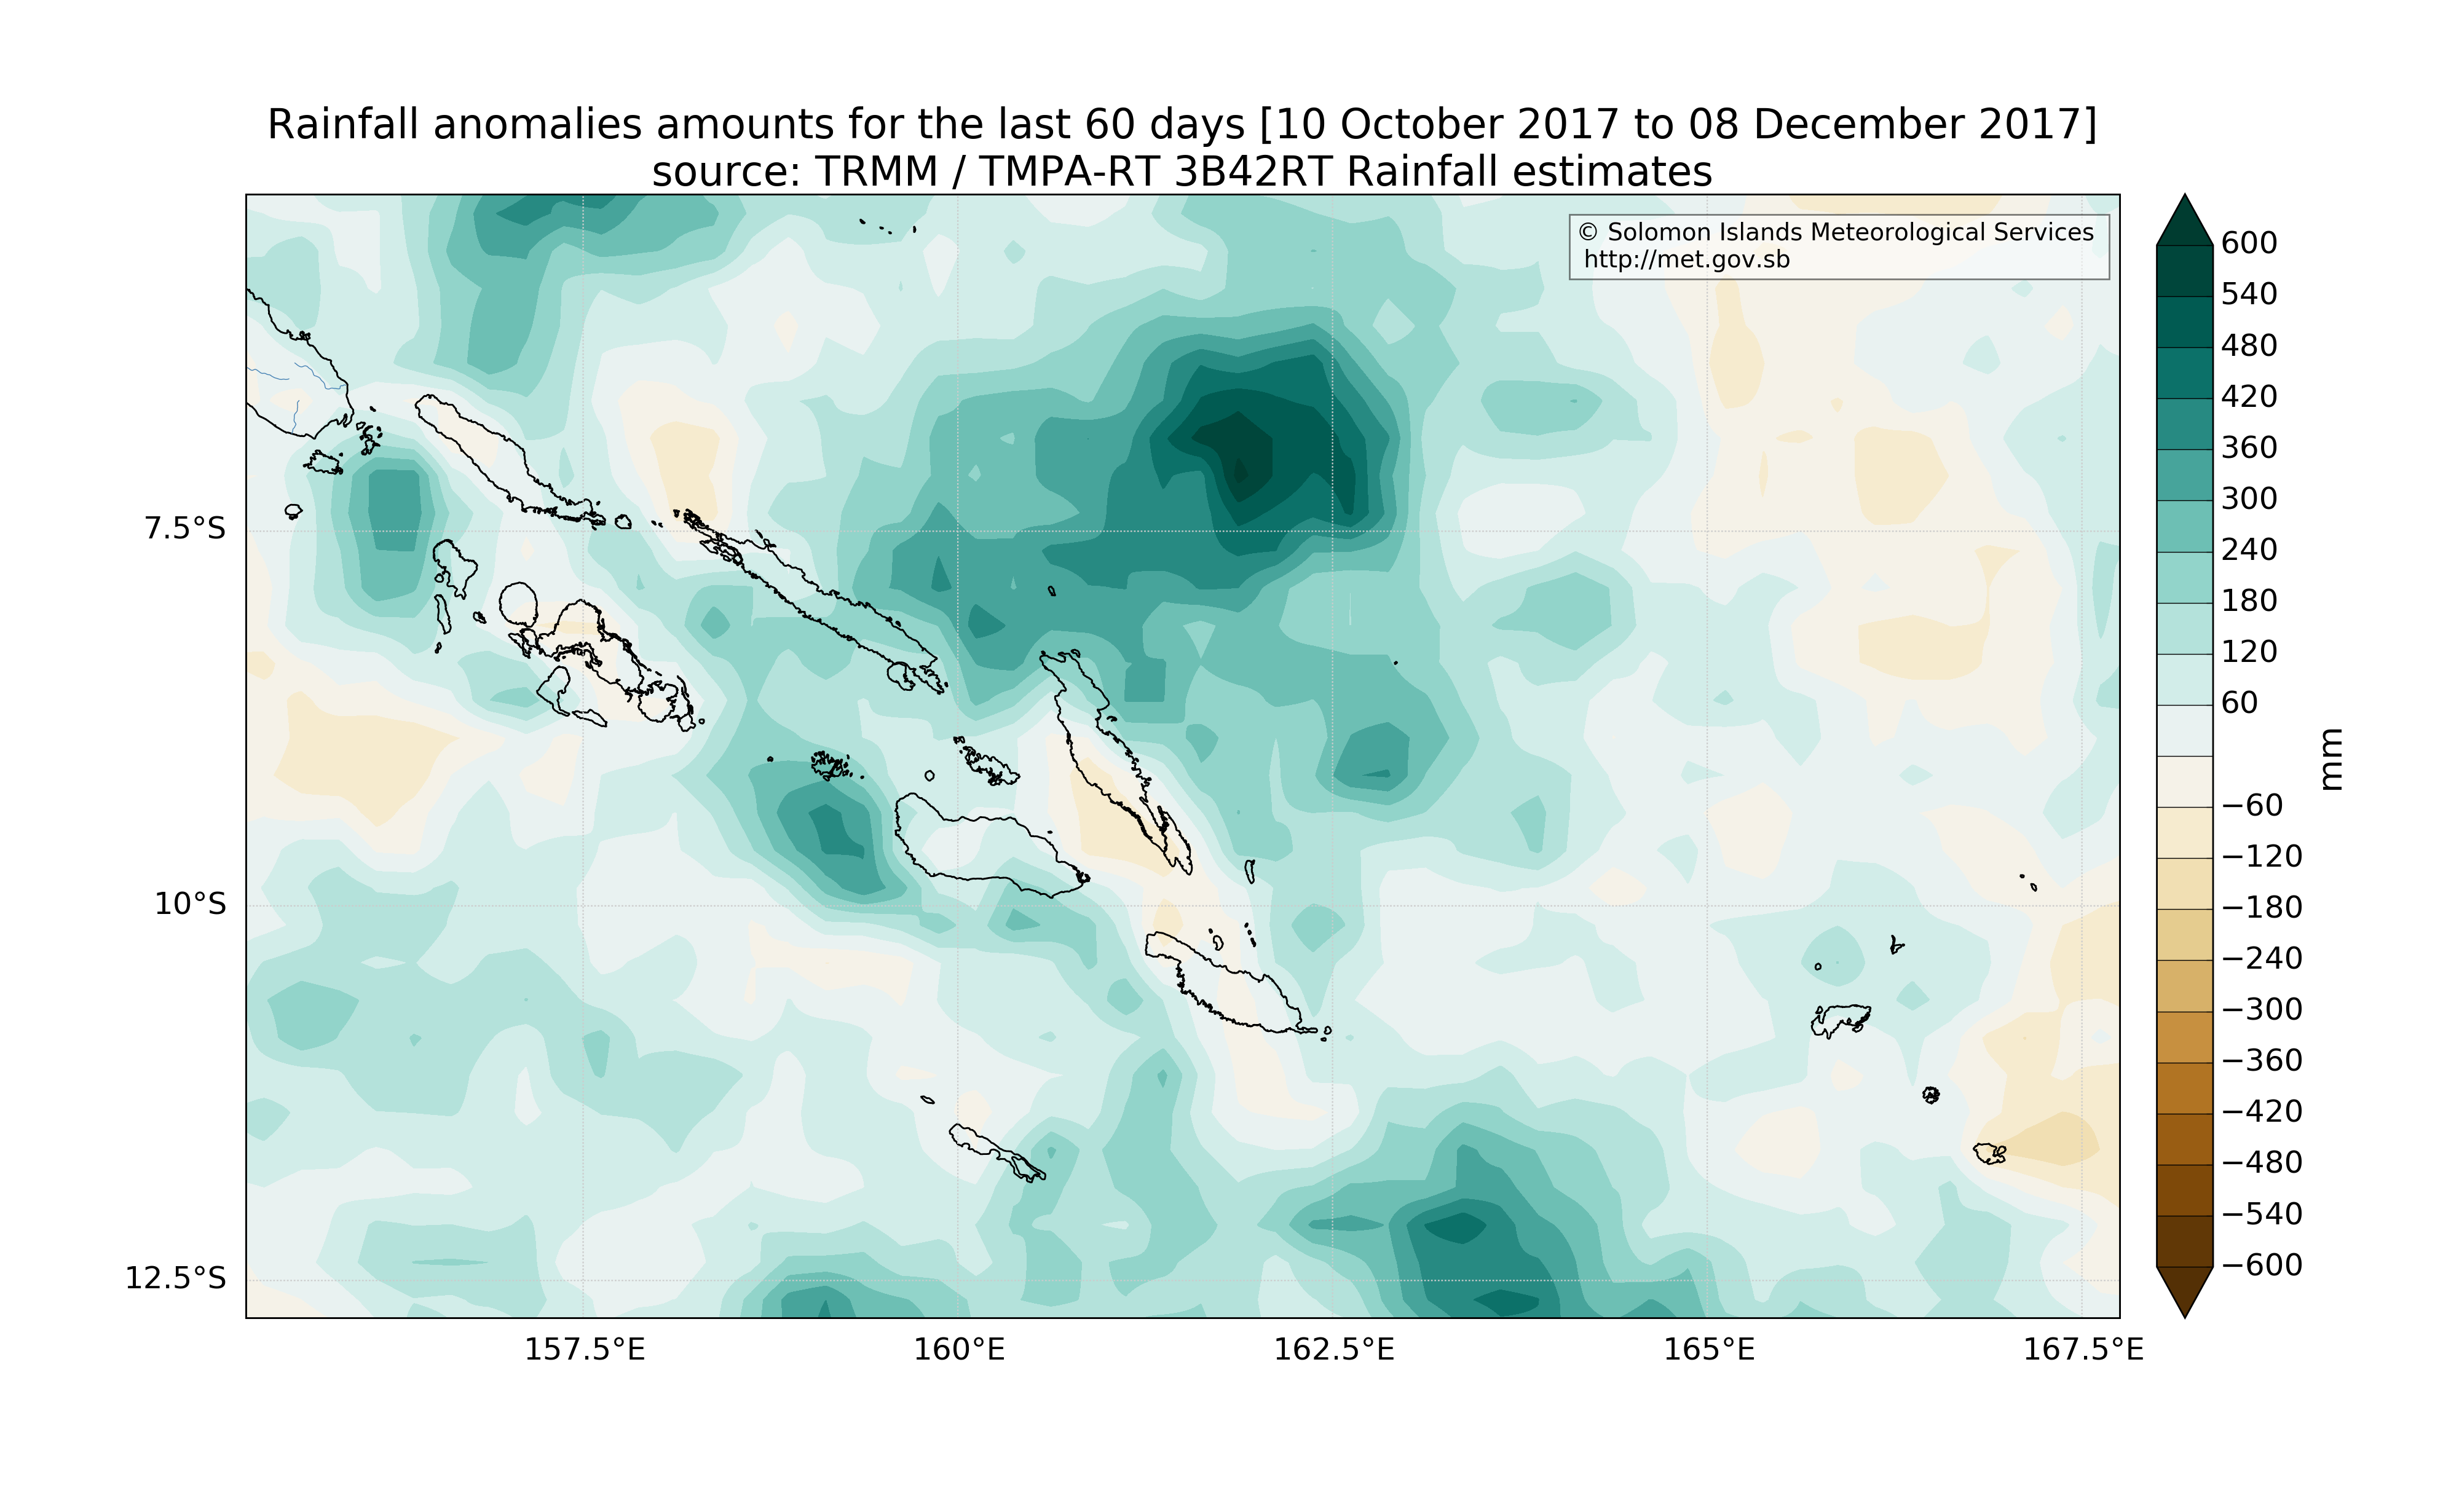 Rainfall anomalies amounts for the last 60 days [10 October 2017 to 08 December 2017]
source: TRMM / TMPA-RT 3B42RT Rainfall estimates
© Solomon Islands Meteorological Services
http://met.gov.sb
7.5°S
10°S
12.5°S
157.5°E
160°E
162.5°E
165°E
167.5°E
600
540
480
420
360
300
240
180
120
60
−60
−120
−180
−240
−300
−360
−420
−480
−540
−600
mm